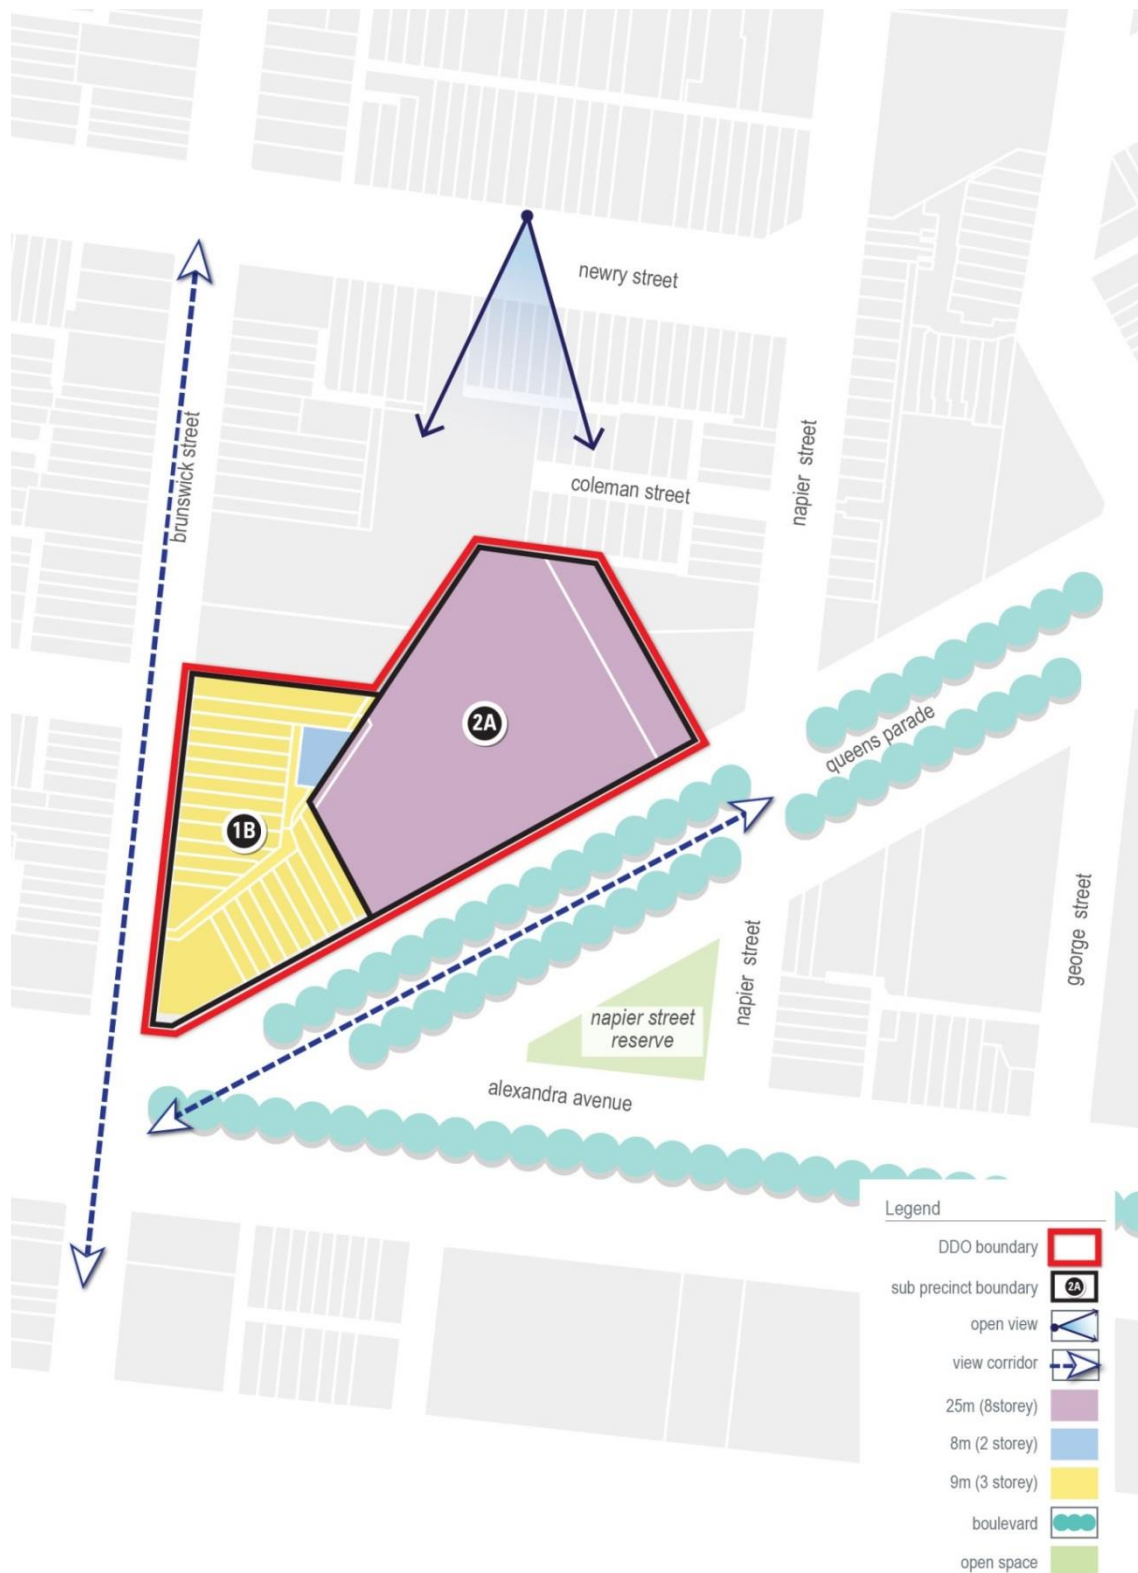 newry street
brunswick street
coleman street
napier street
2A
queens parade
1B
george street
napier street
napier street
reserve
alexandra avenue
Legend
DDO boundary
sub precinct boundary
2A
open view
view corridor
25m (8storey)
8m (2 storey)
9m (3 storey)
boulevard
open space